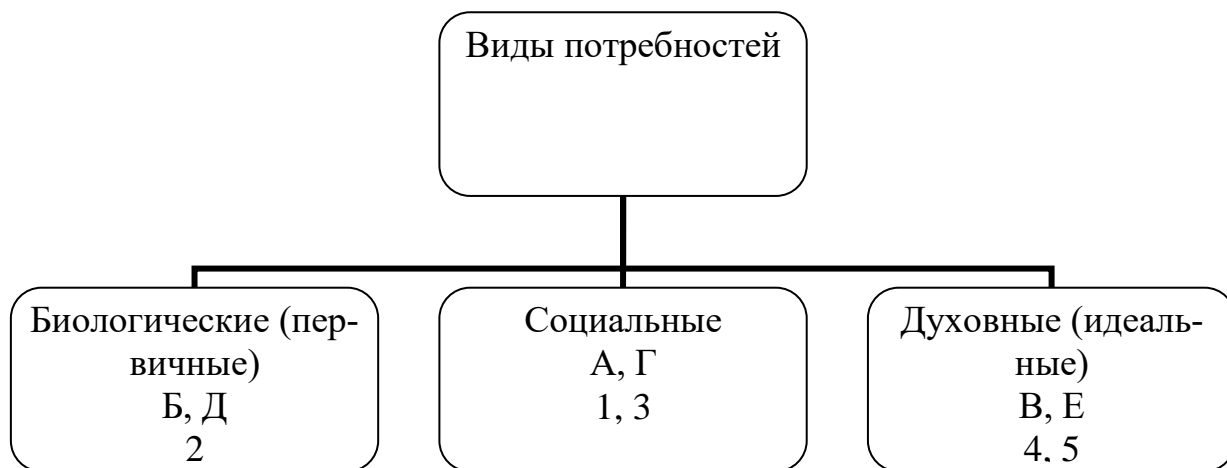 Виды потребностей
Биологические (пер-
вичные)
Б, Д
2
Социальные
А, Г
1, 3
Духовные (идеаль-
ные)
В, Е
4, 5